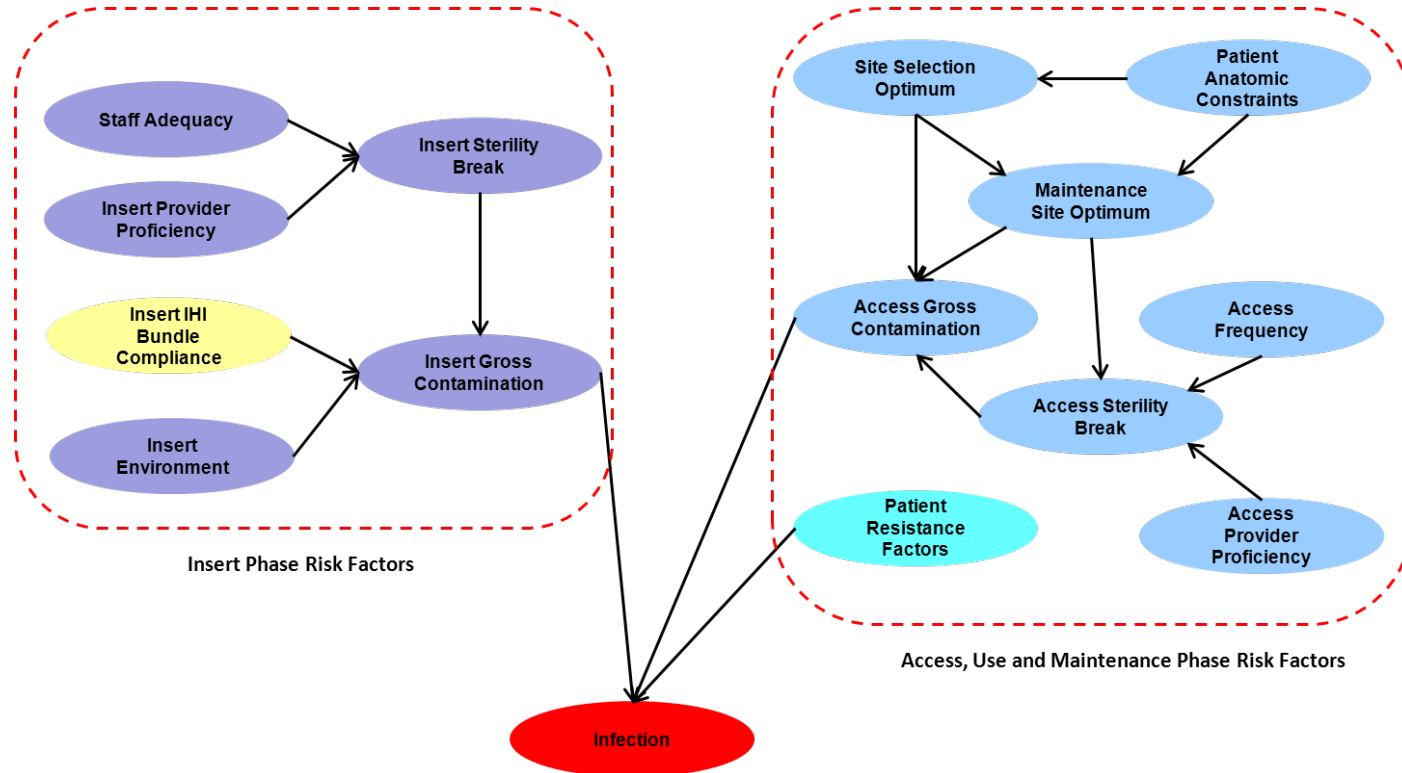 Staff Adequacy
Insert Provider
Proficiency
Insert IHI
Bundle
Compliance
Insert
Environment
Insert Sterility
Break
Insert Gross
Contamination
Insert Phase Risk Factors
Site Selection
Optimum
Patient
Anatomic
Constraints
Maintenance
Site Optimum
Access Gross
Contamination
Access
Frequency
Access Sterility
Break
Patient
Resistance
Factors
Access
Provider
Proficiency
Access, Use and Maintenance Phase Risk Factors
Infection